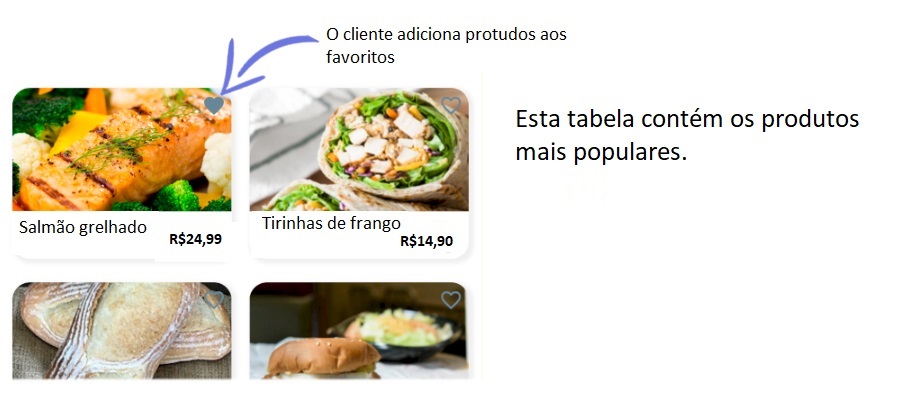 O cliente adiciona protudos aos
favoritos
Esta tabela contém os produtos
mais populares.
Salmão grelhado
R$24,99
Tirinhas de frango
R$14,90